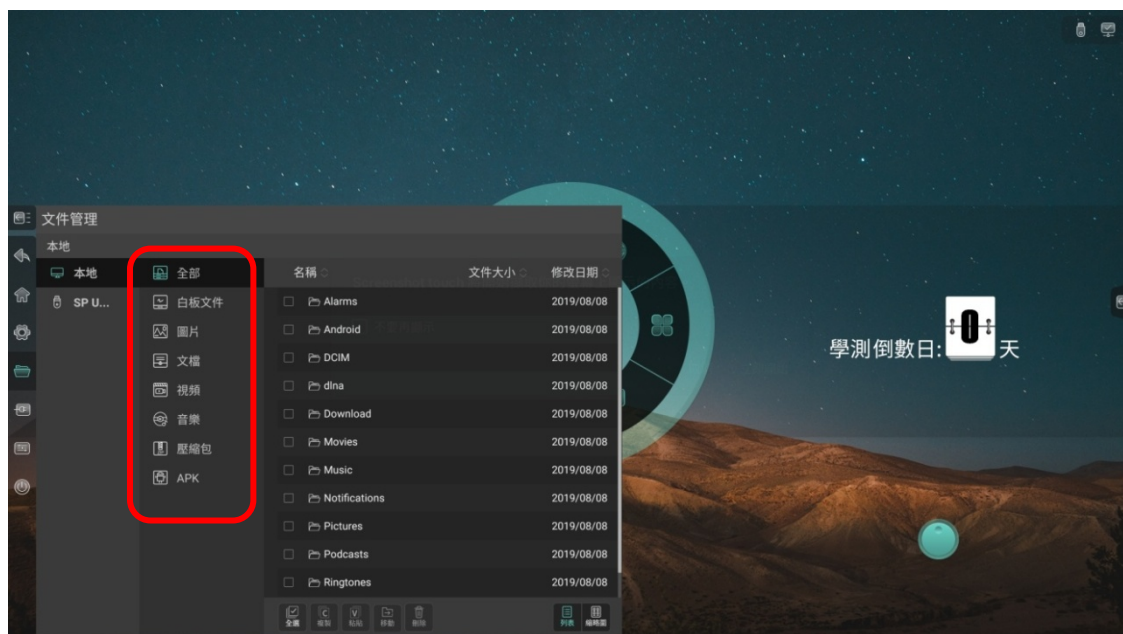 文件管理
本地
本地
SP U...
全部
白板文件
圖片
文檔
視頻
音樂
壓縮包
APK
名稱 文件大小 修改日期
Alarms 2019/08/08
Android 2019/08/08
DCIM 2019/08/08
dlna 2019/08/08
Download 2019/08/08
Movies 2019/08/08
Music 2019/08/08
Notifications 2019/08/08
Pictures 2019/08/08
Podcasts 2019/08/08
Ringtones 2019/08/08
全選 複製 粘貼 移動 刪除 列表 縮略圖
學測倒數日: 0 天